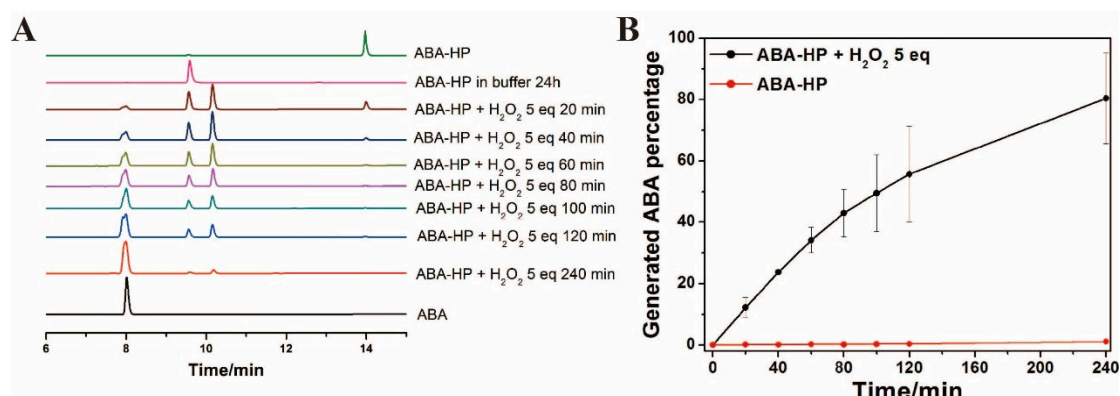 A
ABA-HP
ABA-HP in buffer 24h
ABA-HP + H₂O₂ 5 eq 20 min
ABA-HP + H₂O₂ 5 eq 40 min
ABA-HP + H₂O₂ 5 eq 60 min
ABA-HP + H₂O₂ 5 eq 80 min
ABA-HP + H₂O₂ 5 eq 100 min
ABA-HP + H₂O₂ 5 eq 120 min
ABA-HP + H₂O₂ 5 eq 240 min
ABA
6 8 10 12 14
Time/min
B
Generated ABA percentage
100
80
60
40
20
0
ABA-HP + H₂O₂ 5 eq
ABA-HP
0 40 80 120 160 200 240
Time/min